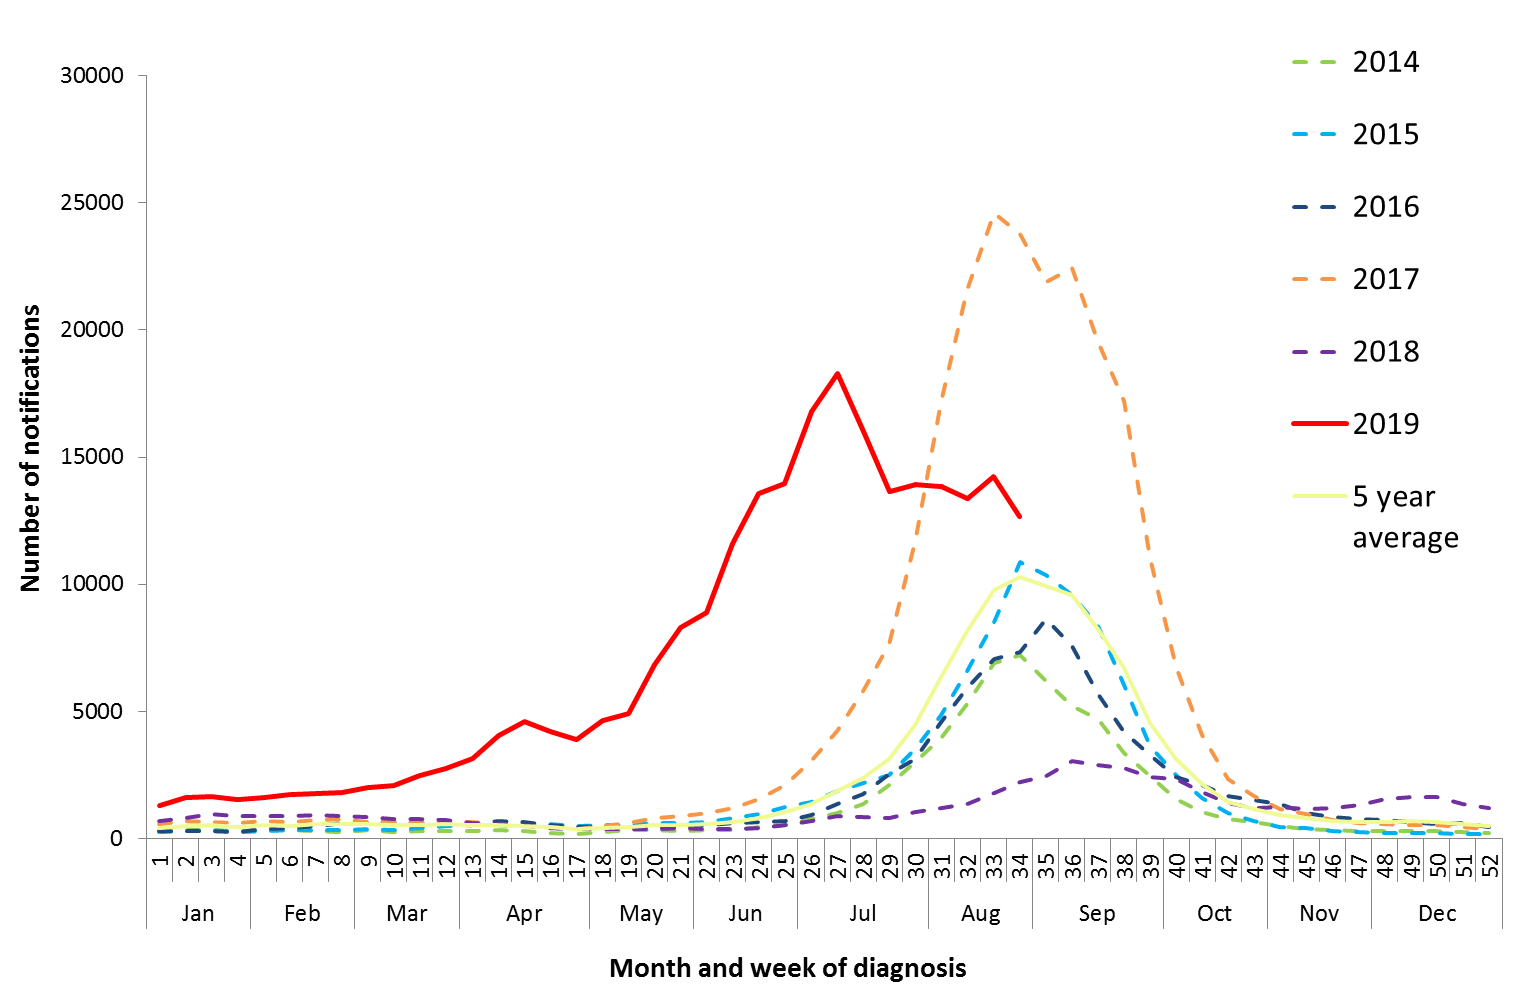 30000
25000
20000
15000
10000
5000
0
Number of notifications
1 2 3 4 5 6 7 8 9 10 11 12 13 14 15 16 17 18 19 20 21 22 23 24 25 26 27 28 29 30 31 32 33 34 35 36 37 38 39 40 41 42 43 44 45 46 47 48 49 50 51 52
Jan Feb Mar Apr May Jun Jul Aug Sep Oct Nov Dec
Month and week of diagnosis
2014
2015
2016
2017
2018
2019
5 year
average